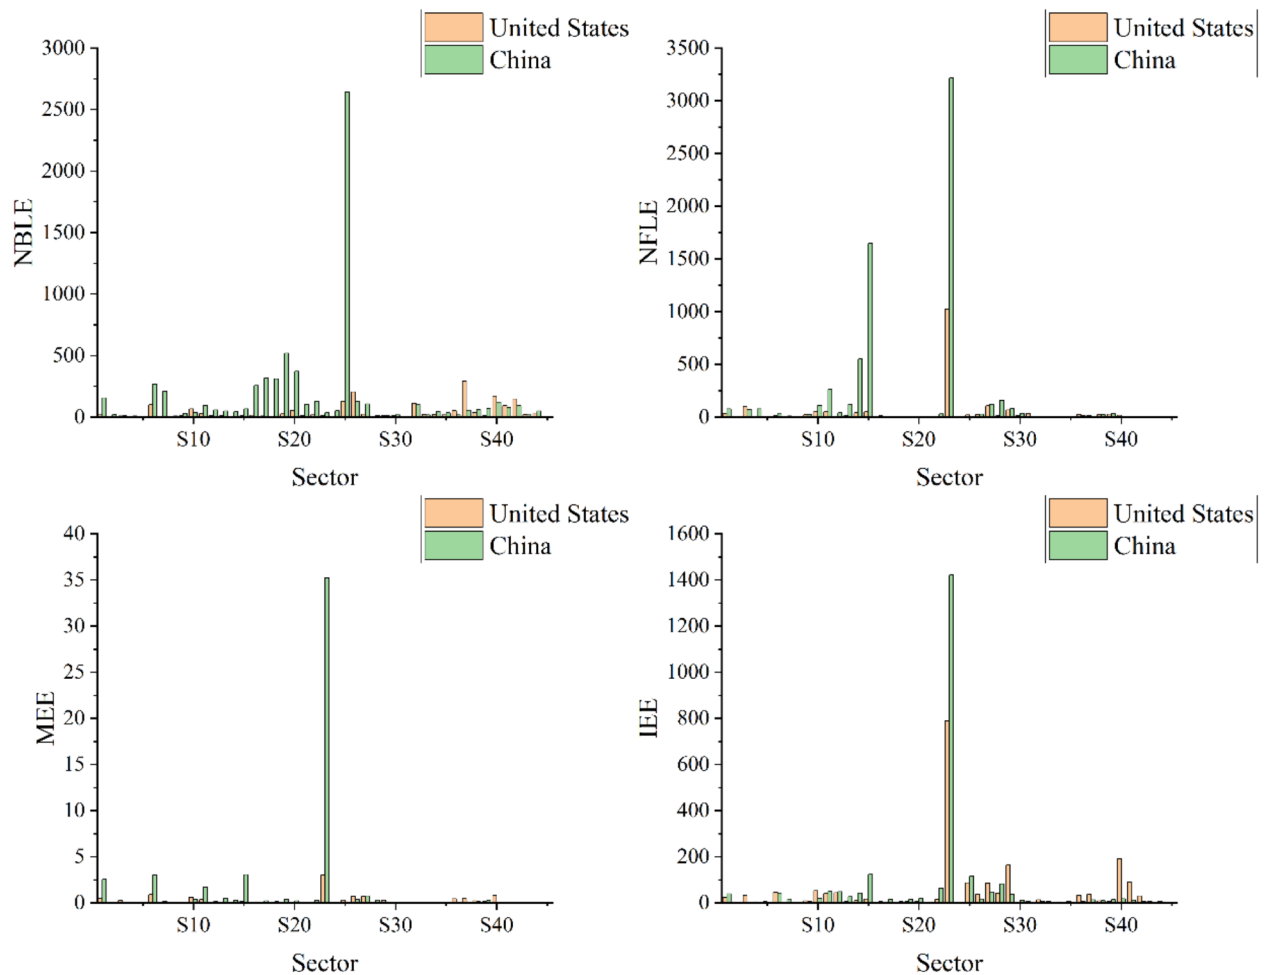 United States
China
3000
2500
2000
1500
1000
500
0
NBLE
S10 S20 S30 S40
Sector
United States
China
3500
3000
2500
2000
1500
1000
500
0
NFLE
S10 S20 S30 S40
Sector
United States
China
40
35
30
25
20
15
10
5
0
MEE
S10 S20 S30 S40
Sector
United States
China
1600
1400
1200
1000
800
600
400
200
0
IEE
S10 S20 S30 S40
Sector